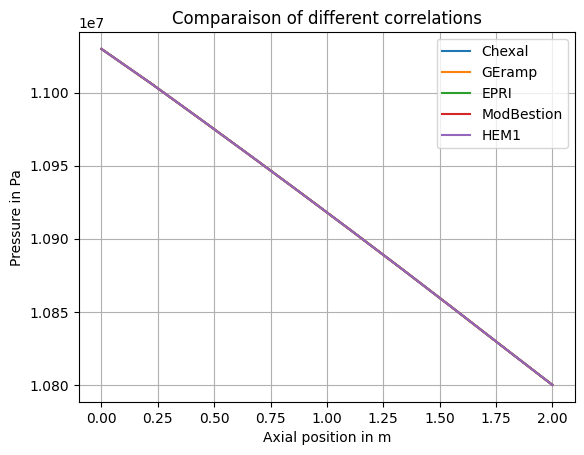 Comparaison of different correlations
1e7
Chexal
GEramp
EPRI
ModBestion
HEM1
1.100
1.095
1.090
1.085
1.080
Pressure in Pa
0.00 0.25 0.50 0.75 1.00 1.25 1.50 1.75 2.00
Axial position in m